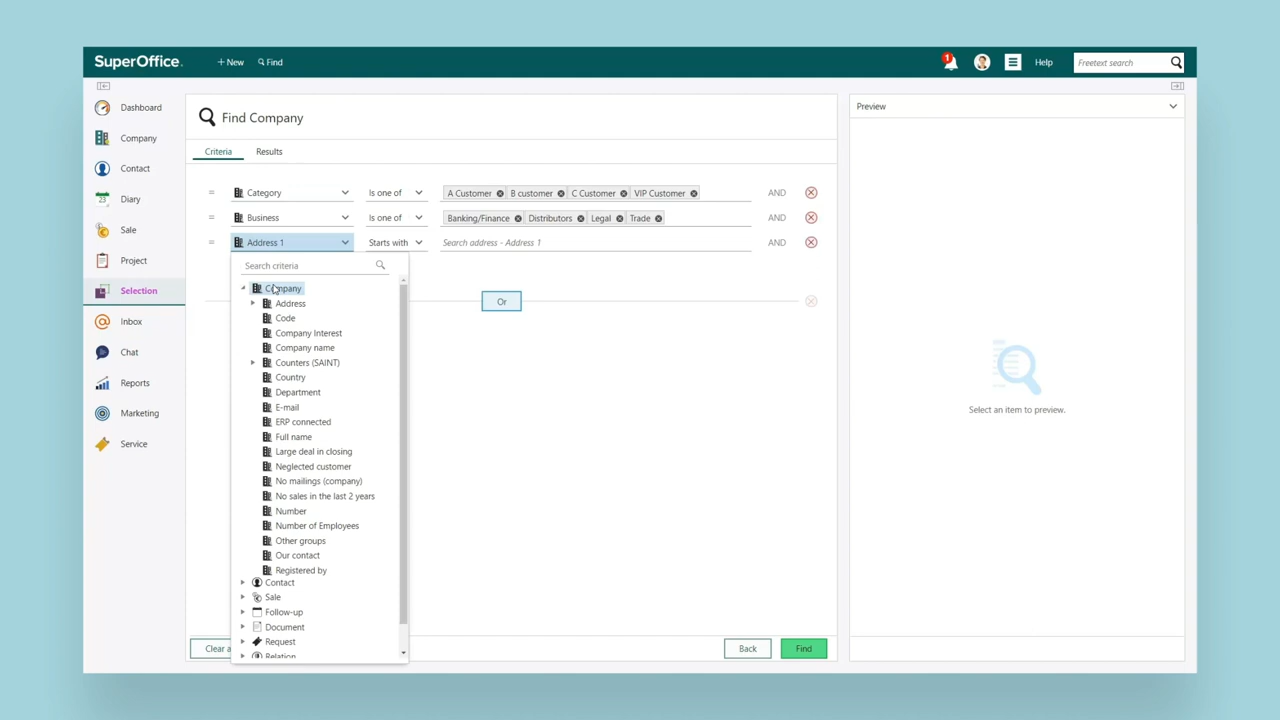 SuperOffice.
+ New
Find
1
Help
Freetext search
Dashboard
Company
Contact
23
Diary
Sale
Project
Selection
Inbox
Chat
Reports
Marketing
Service
Find Company
Criteria
Results
= Category Is one of A Customer B customer C Customer VIP Customer AND
= Business Is one of Banking/Finance Distributors Legal Trade AND
= Address 1 Starts with Search address - Address 1 AND
Search criteria
Company
Address
Code
Company Interest
Company name
Counters (SAINT)
Country
Department
E-mail
ERP connected
Full name
Large deal in closing
Neglected customer
No mailings (company)
No sales in the last 2 years
Number
Number of Employees
Other groups
Our contact
Registered by
Contact
Sale
Follow-up
Document
Request
Relation
Or
Clear a
Back
Find
Preview
Select an item to preview.